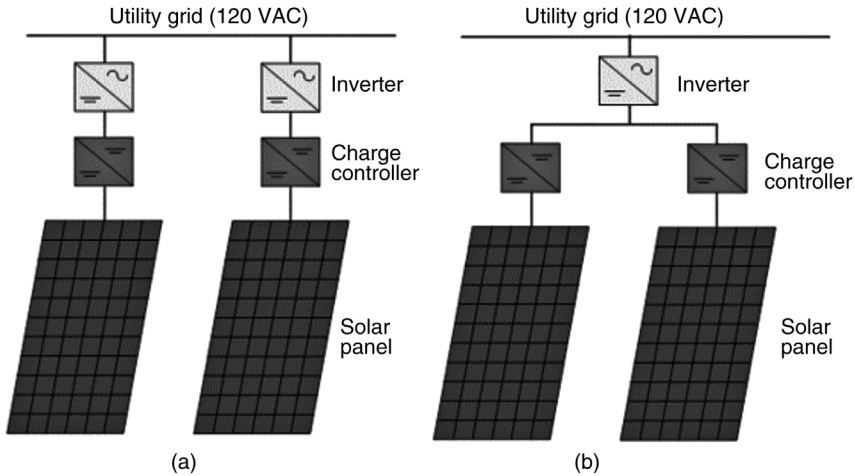 Utility grid (120 VAC)
Inverter
Charge
controller
Solar
panel
(a)
Utility grid (120 VAC)
Inverter
Charge
controller
Solar
panel
(b)